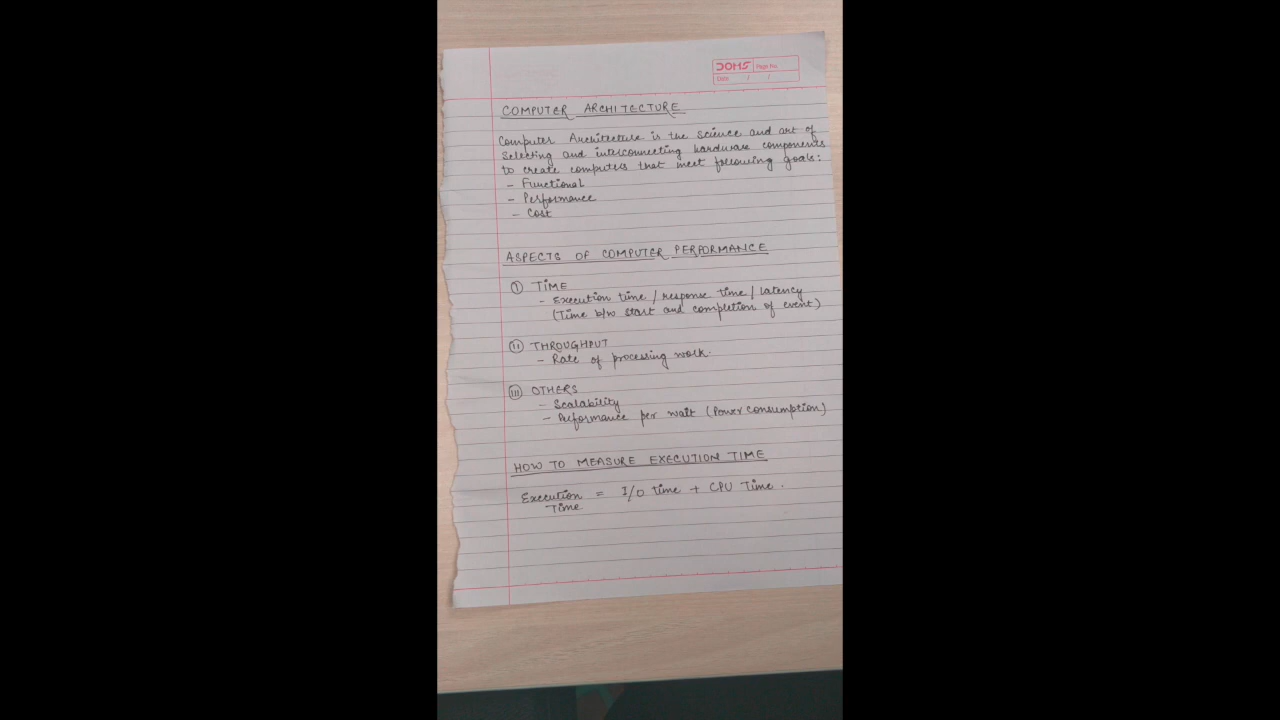 DOMS Page No.
Date / /
COMPUTER ARCHITECTURE
Computer Architecture is the science and art of
selecting and interconnecting hardware components
to create computers that meet following goals:
- Functional
- Performance
- Cost
ASPECTS OF COMPUTER PERFORMANCE
(I) TIME
- Execution time / response time / latency
(Time b/w start and completion of event)
(II) THROUGHPUT
- Rate of processing work.
(III) OTHERS
- Scalability
- Performance per watt (Power consumption)
HOW TO MEASURE EXECUTION TIME
Execution = I/O time + CPU Time.
Time